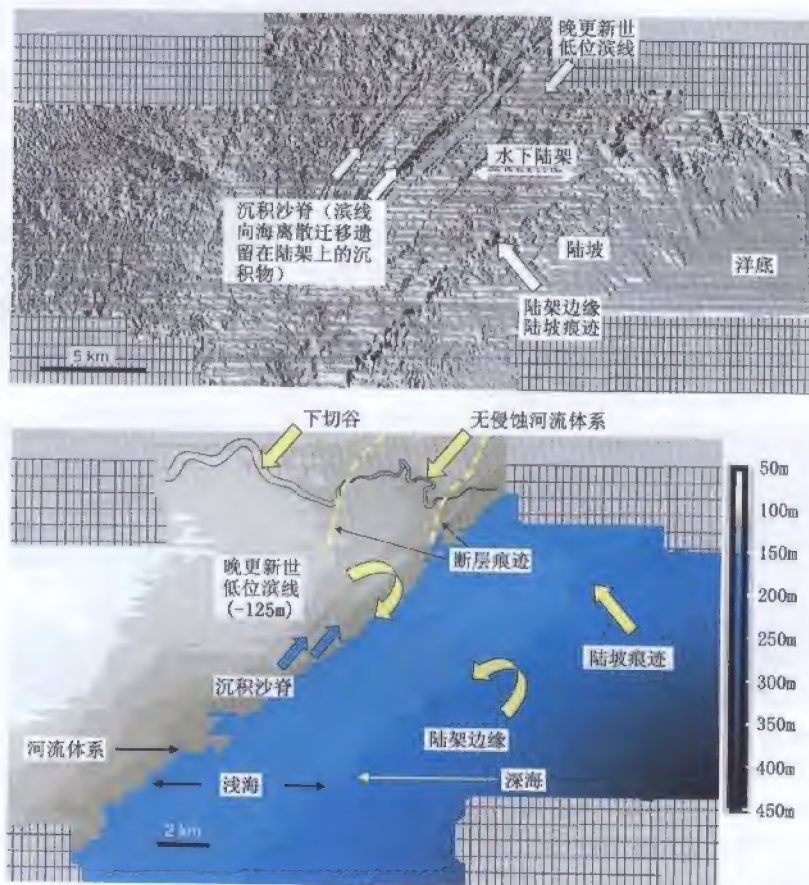 晚更新世
低位滨线
水下陆架
沉积沙脊（滨线
向海离散迁移遗
留在陆架上的沉
积物）
陆坡
洋底
陆架边缘
陆坡痕迹
5 km
下切谷
无侵蚀河流体系
50m
100m
150m
200m
250m
300m
350m
400m
450m
断层痕迹
晚更新世
低位滨线
(-125m)
陆坡痕迹
沉积沙脊
陆架边缘
河流体系
浅海
深海
2 km